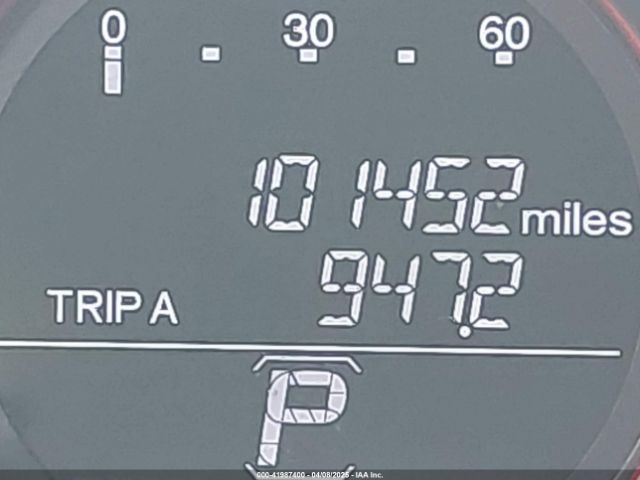 0 30 60
101452 miles
TRIP A 947.2
P
000-41987400 - 04/08/2025 - IAA Inc.